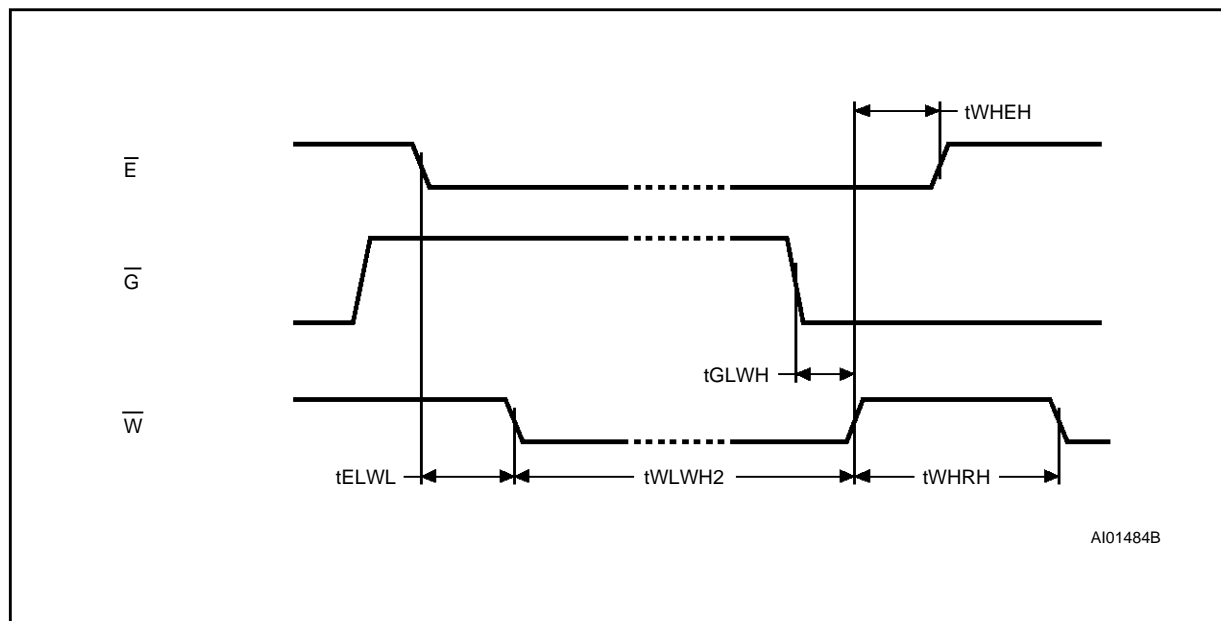 tWHEH
E̅
G̅
tGLWH
W̅
tELWL
tWLWH2
tWHRH
AI01484B